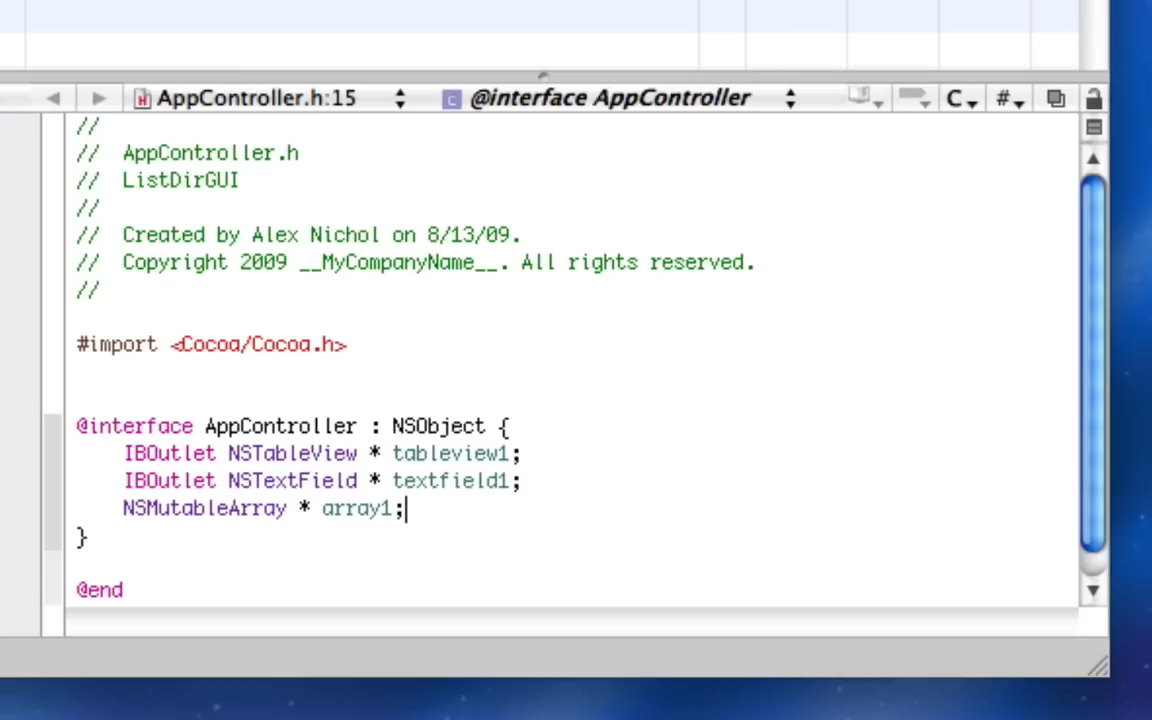 AppController.h:15 @interface AppController C #
//
// AppController.h
// ListDirGUI
//
// Created by Alex Nichol on 8/13/09.
// Copyright 2009 __MyCompanyName__. All rights reserved.
//
#import <Cocoa/Cocoa.h>
@interface AppController : NSObject {
IBOutlet NSTableView * tableview1;
IBOutlet NSTextField * textfield1;
NSMutableArray * array1;
}
@end